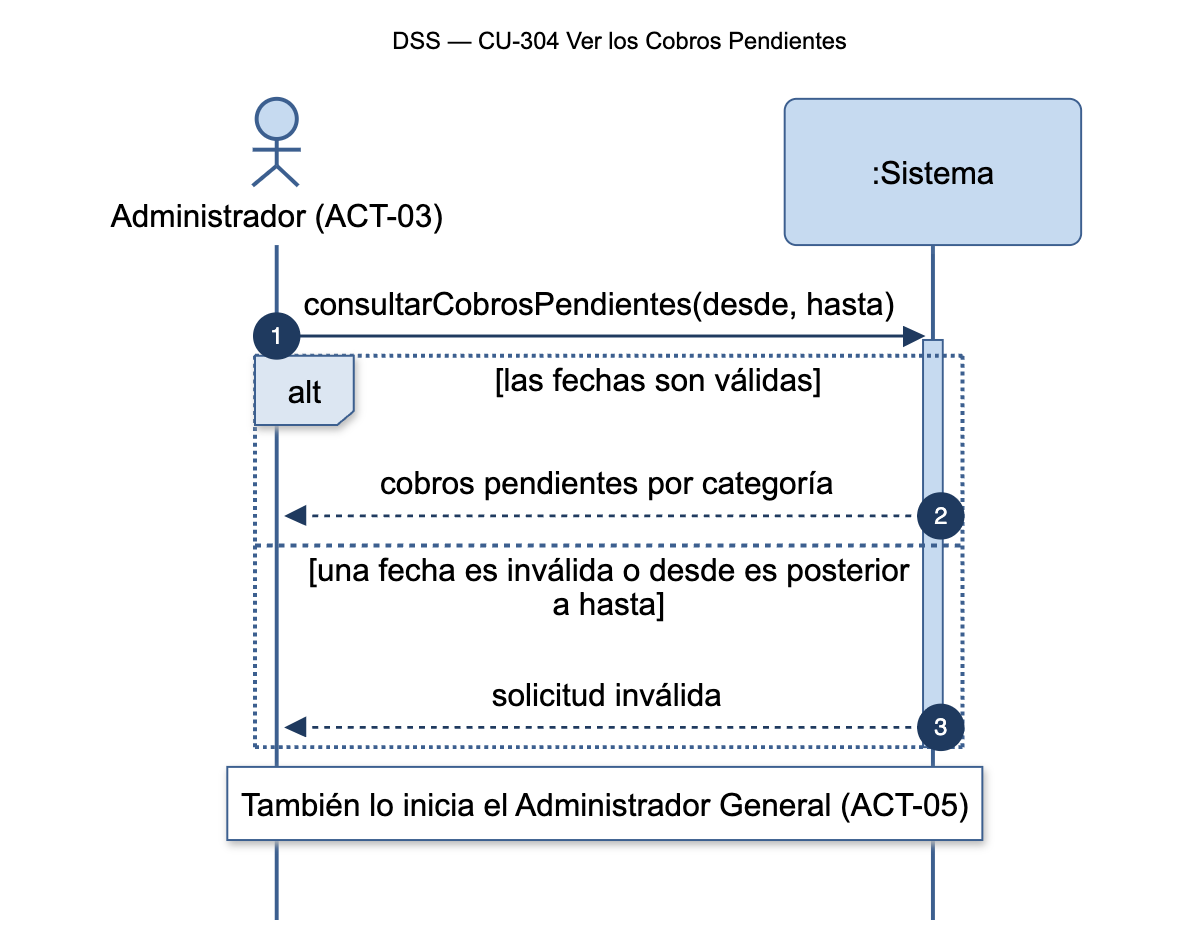 DSS — CU-304 Ver los Cobros Pendientes
Administrador (ACT-03)
:Sistema
consultarCobrosPendientes(desde, hasta)
1
alt
[las fechas son válidas]
cobros pendientes por categoría
2
[una fecha es inválida o desde es posterior
a hasta]
solicitud inválida
3
También lo inicia el Administrador General (ACT-05)